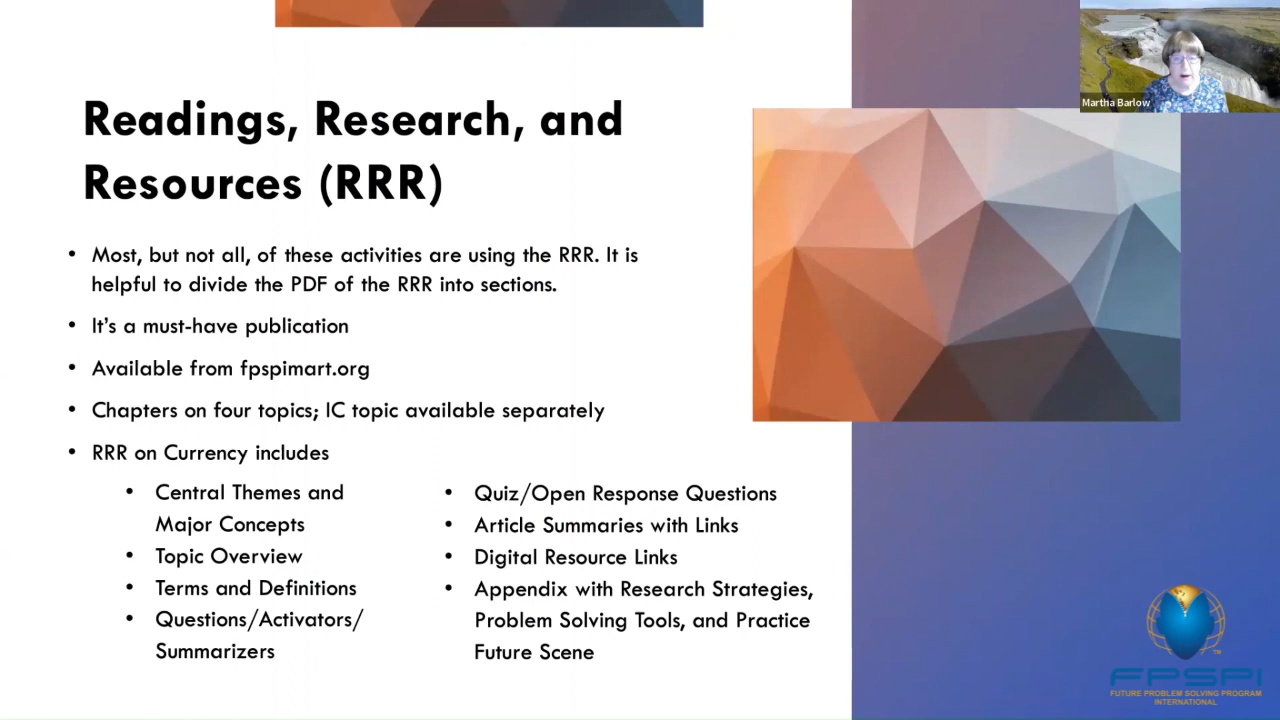 Martha Barlow
Readings, Research, and
Resources (RRR)
• Most, but not all, of these activities are using the RRR. It is
helpful to divide the PDF of the RRR into sections.
• It's a must-have publication
• Available from fpspimart.org
• Chapters on four topics; IC topic available separately
• RRR on Currency includes
• Central Themes and
Major Concepts
• Topic Overview
• Terms and Definitions
• Questions/Activators/
Summarizers
• Quiz/Open Response Questions
• Article Summaries with Links
• Digital Resource Links
• Appendix with Research Strategies,
Problem Solving Tools, and Practice
Future Scene
TM
FPSPI
FUTURE PROBLEM SOLVING PROGRAM
INTERNATIONAL